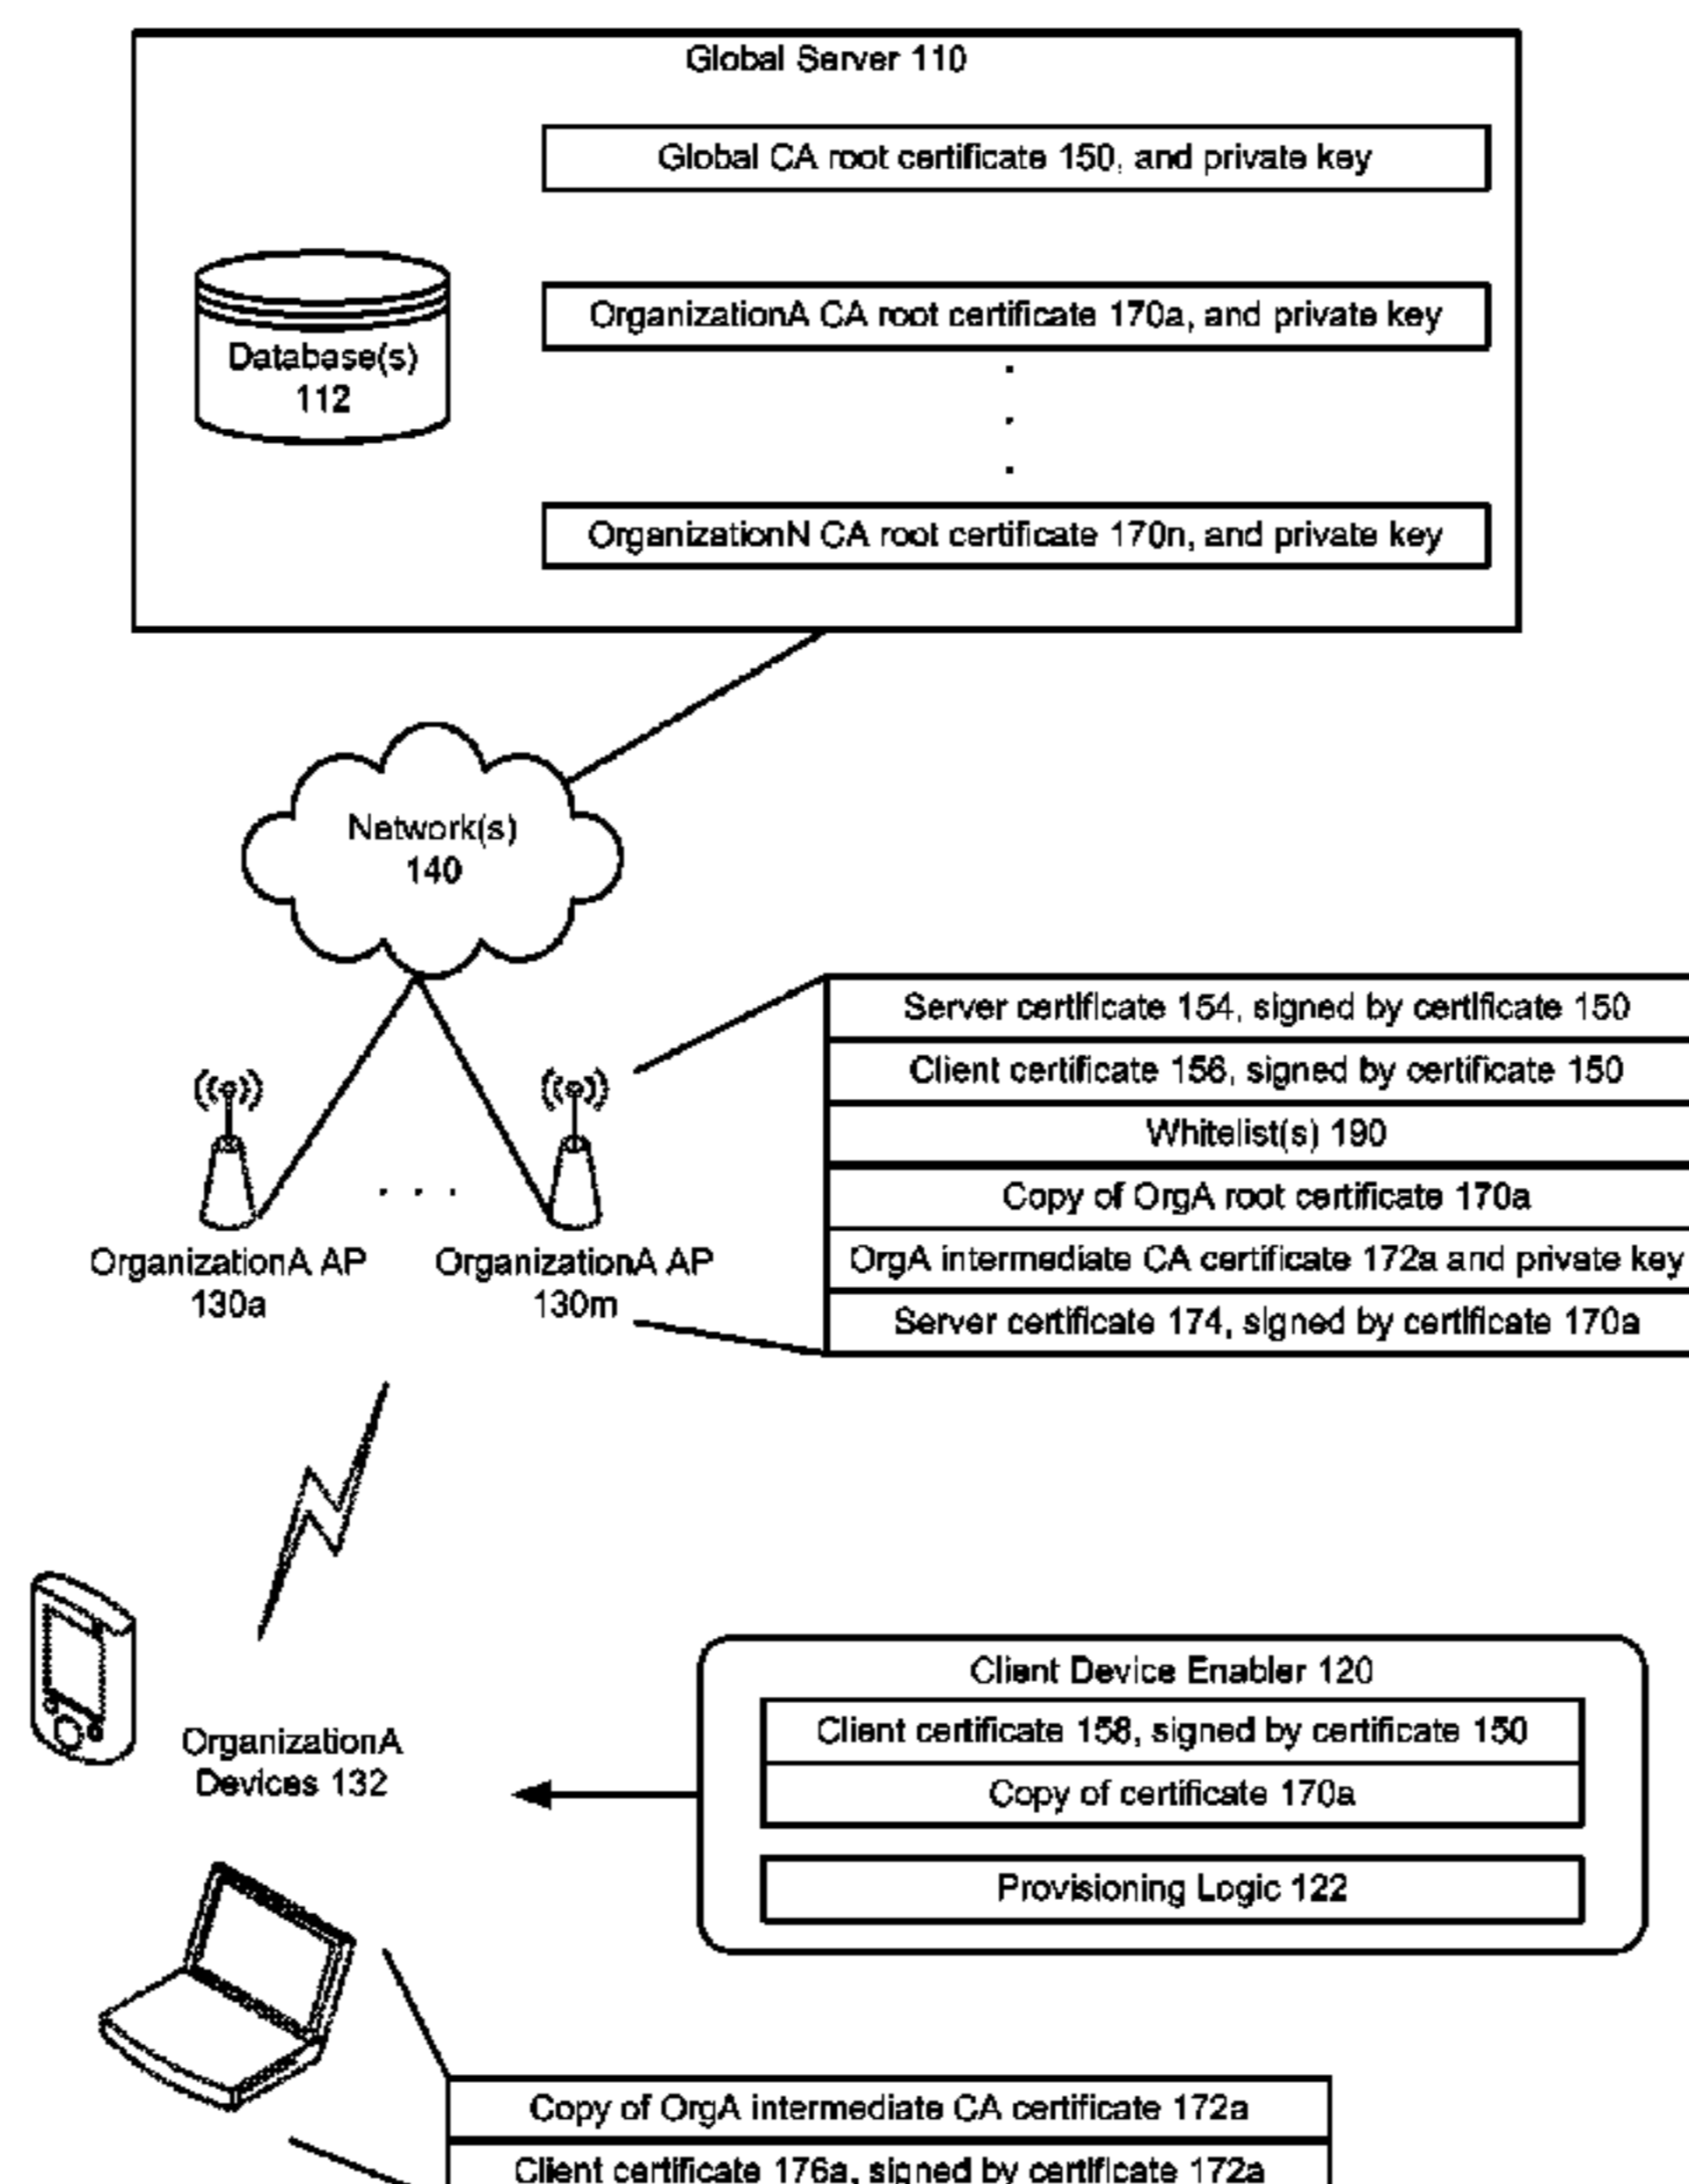 Global Server 110
Global CA root certificate 150, and private key
OrganizationA CA root certificate 170a, and private key
Database(s)
112
OrganizationN CA root certificate 170n, and private key
Network(s)
140
Server certificate 154, signed by certificate 150
Client certificate 156, signed by certificate 150
Whitelist(s) 190
Copy of OrgA root certificate 170a
OrgA intermediate CA certificate 172a and private key
Server certificate 174, signed by certificate 170a
OrganizationA AP
130a
OrganizationA AP
130m
Client Device Enabler 120
Client certificate 158, signed by certificate 150
Copy of certificate 170a
Provisioning Logic 122
OrganizationA
Devices 132
Copy of OrgA intermediate CA certificate 172a
Client certificate 176a, signed by certificate 172a